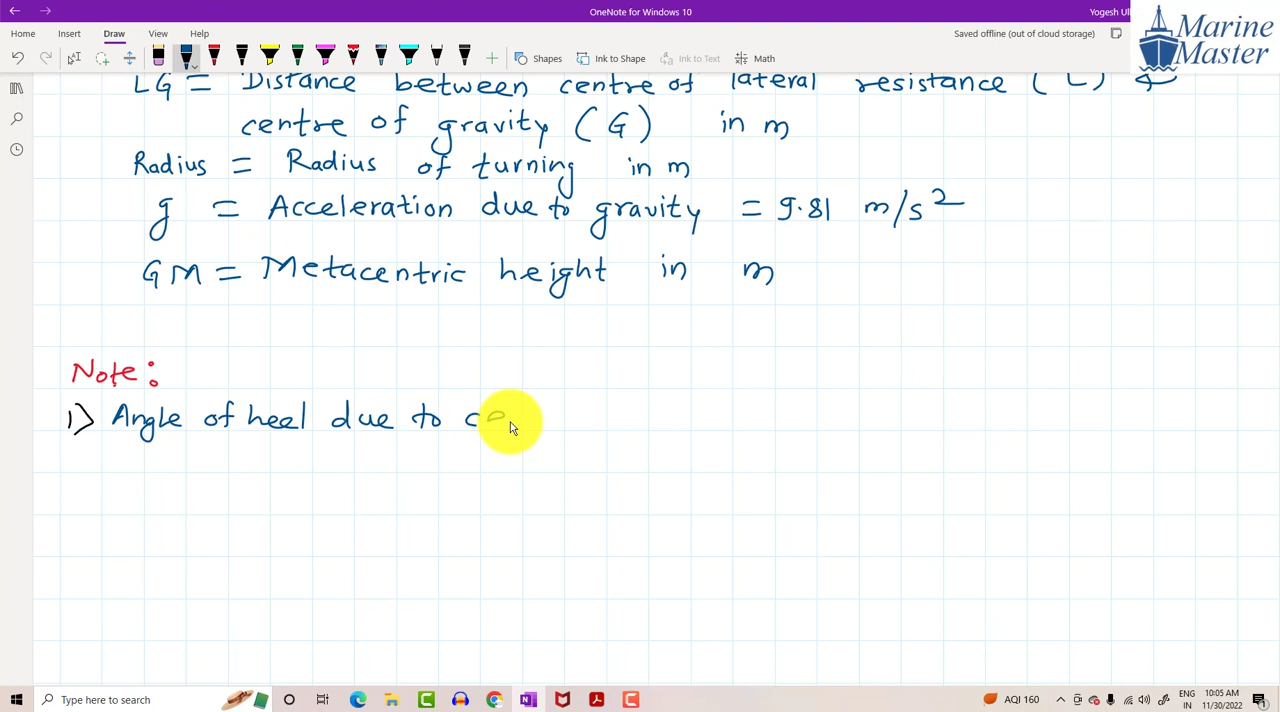 OneNote for Windows 10
Yogesh Ull
Home Insert Draw View Help
Saved offline (out of cloud storage)
Marine Master
Shapes Ink to Shape Ink to Text Math
LG = Distance between centre of lateral resistance (L) &
centre of gravity (G) in m
Radius = Radius of turning in m
g = Acceleration due to gravity = 9.81 m/s²
GM = Metacentric height in m
Note:
1) Angle of heel due to ce
Type here to search
AQI 160
ENG
IN
10:05 AM
11/30/2022